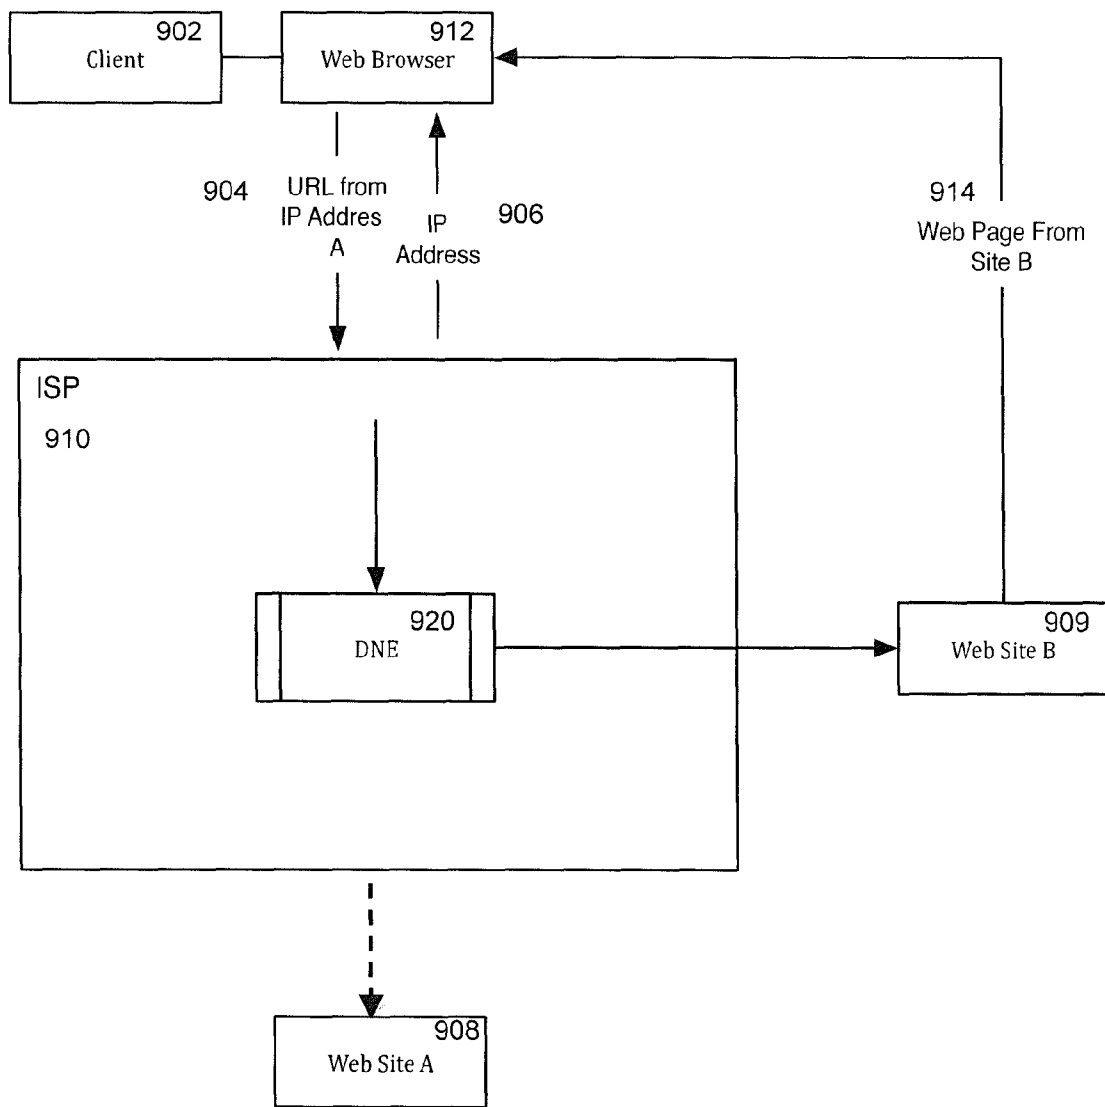 902
Client
912
Web Browser
904
URL from
IP Addres
A
906
IP
Address
914
Web Page From
Site B
ISP
910
920
DNE
909
Web Site B
908
Web Site A